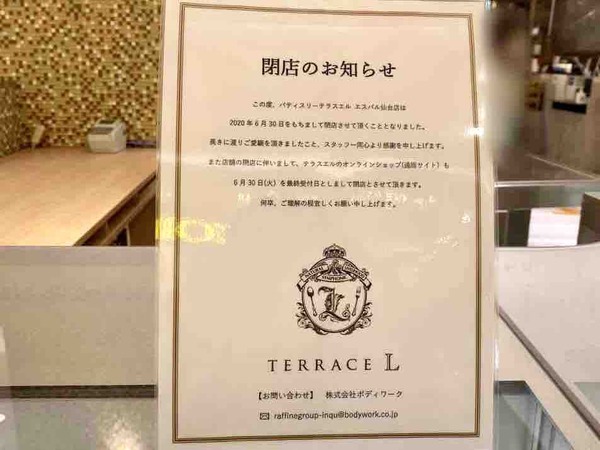 閉店のお知らせ
この度、パティスリーテラスエル エスパル仙台店は
2020年6月30日をもちまして閉店させて頂くこととなりました。
長きに渡りご愛顧を頂きましたこと、スタッフ一同心より感謝を申し上げます。
また店舗の閉店に伴いまして、テラスエルのオンラインショップ(通販サイト)も
6月30日(火)を最終受付日としまして閉店とさせて頂きます。
何卒、ご理解の程宜しくお願い申し上げます。
L
TERRACE L
【お問い合わせ】 株式会社ボディワーク
raffinegroup-inqu@bodywork.co.jp